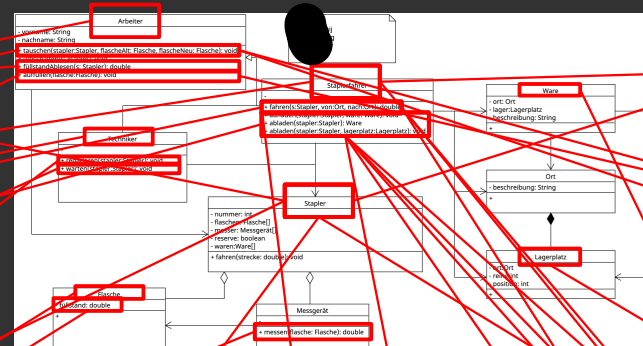 Arbeiter
- vorname: String
- nachname: String
+ tauschen(stapler:Stapler, flascheAlt: Flasche, flascheNeu: Flasche): void
+ füllstandAblesen(s: Stapler): double
+ auffüllen(flasche:Flasche): void
Staplerfahrer
-
+ fahren(s:Stapler, von:Ort, nach:Ort): double
+ abladen(stapler:Stapler): Ware
+ abladen(stapler:Stapler, lagerplatz:Lagerplatz): void
Ware
- ort: Ort
- lager:Lagerplatz
- beschreibung: String
+
Techniker
+ warten(stapler:Stapler): void
Ort
- beschreibung: String
+
Stapler
- nummer: int
- flaschen: Flasche[]
- messer: Messgerät[]
- reserve: boolean
- waren:Ware[]
+ fahren(strecke: double): void
Lagerplatz
- ort:Ort
- position: int
+
Flasche
- füllstand: double
+
Messgerät
+ messen(flasche: Flasche): double